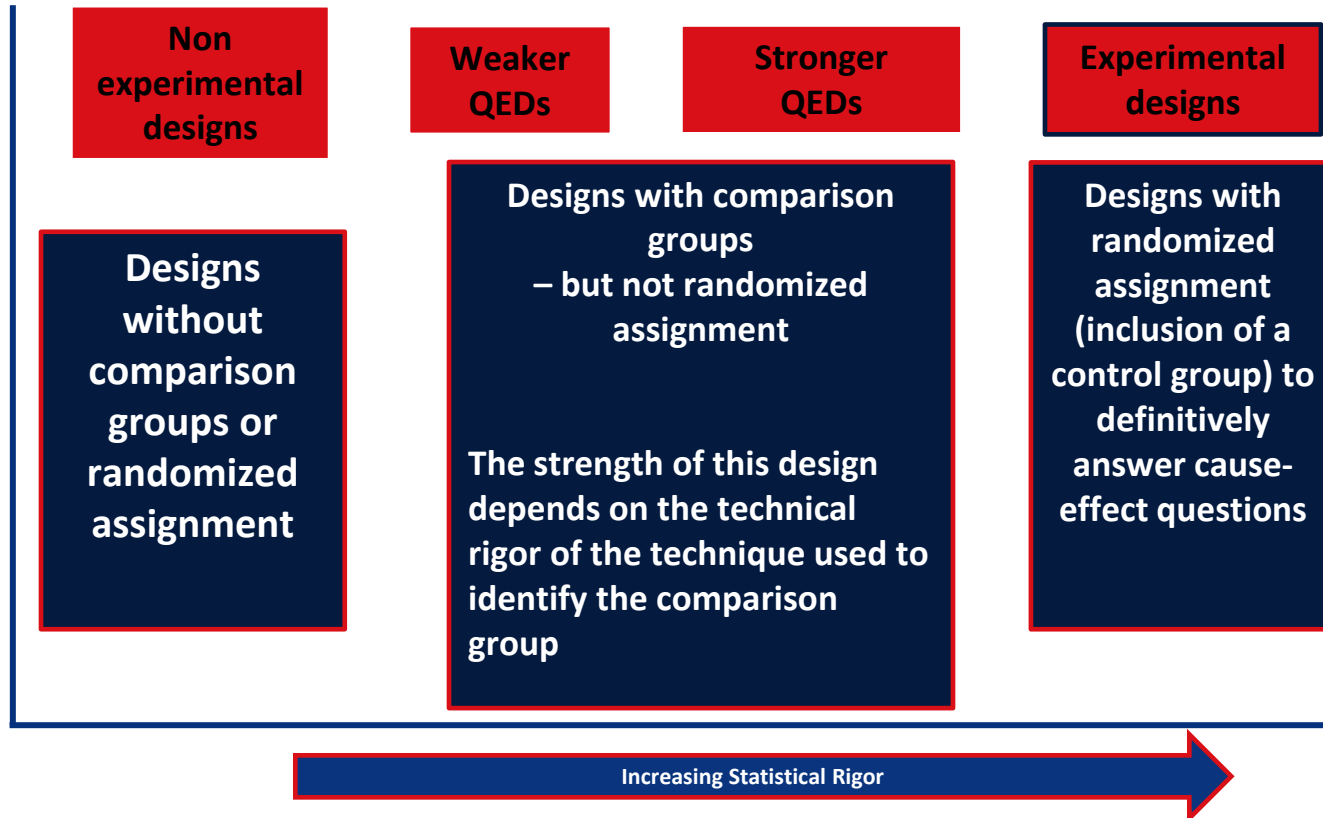 Non
experimental
designs
Weaker
QEDs
Stronger
QEDs
Experimental
designs
Designs
without
comparison
groups or
randomized
assignment
Designs with comparison
groups
– but not randomized
assignment
The strength of this design
depends on the technical
rigor of the technique used to
identify the comparison
group
Designs with
randomized
assignment
(inclusion of a
control group) to
definitively
answer cause-
effect questions
Increasing Statistical Rigor